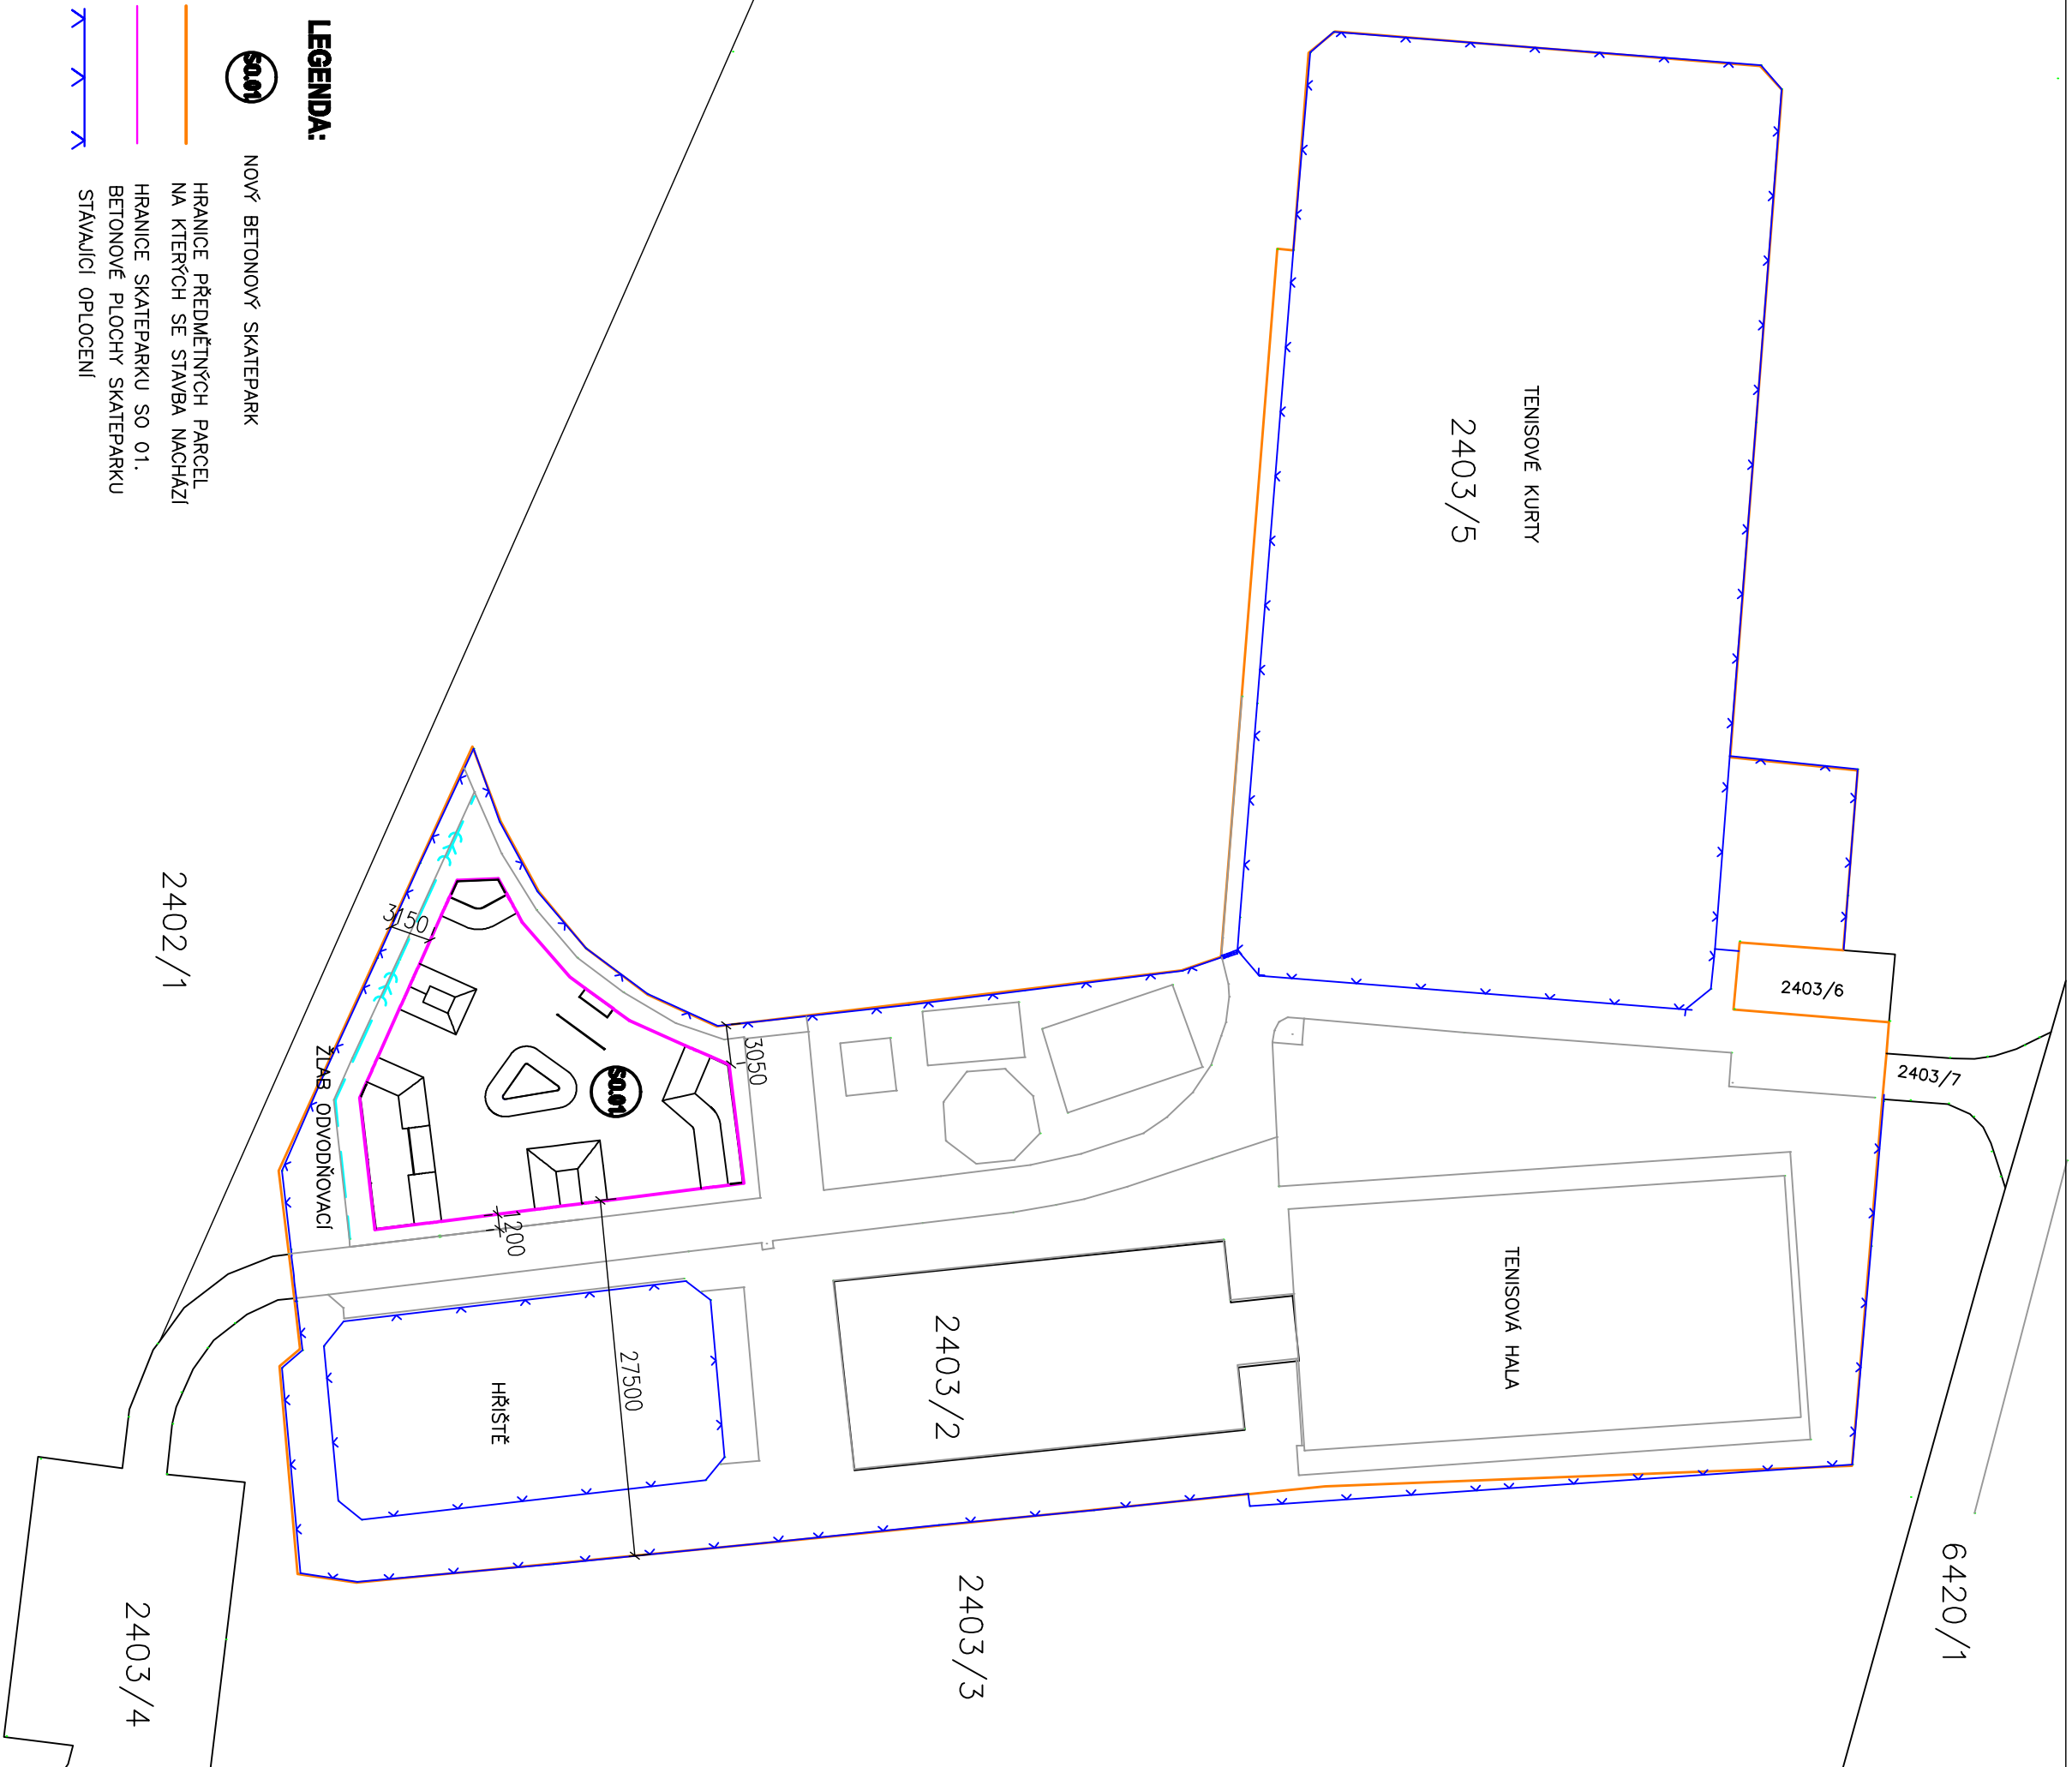 LEGENDA:
SO.01
NOVÝ BETONOVÝ SKATEPARK
HRANICE PŘEDMĚTNÝCH PARCEL
NA KTERÝCH SE STAVBA NACHÁZÍ
HRANICE SKATEPARKU SO 01.
BETONOVÉ PLOCHY SKATEPARKU
STÁVAJÍCÍ OPLOCENÍ
TENISOVÉ KURTY
2403/5
2403/6
2403/7
6420/1
TENISOVÁ HALA
2403/2
2403/3
3050
SO.01
27500
1200
HŘIŠTĚ
3150
ŽLAB ODVODŇOVACÍ
2402/1
2403/4